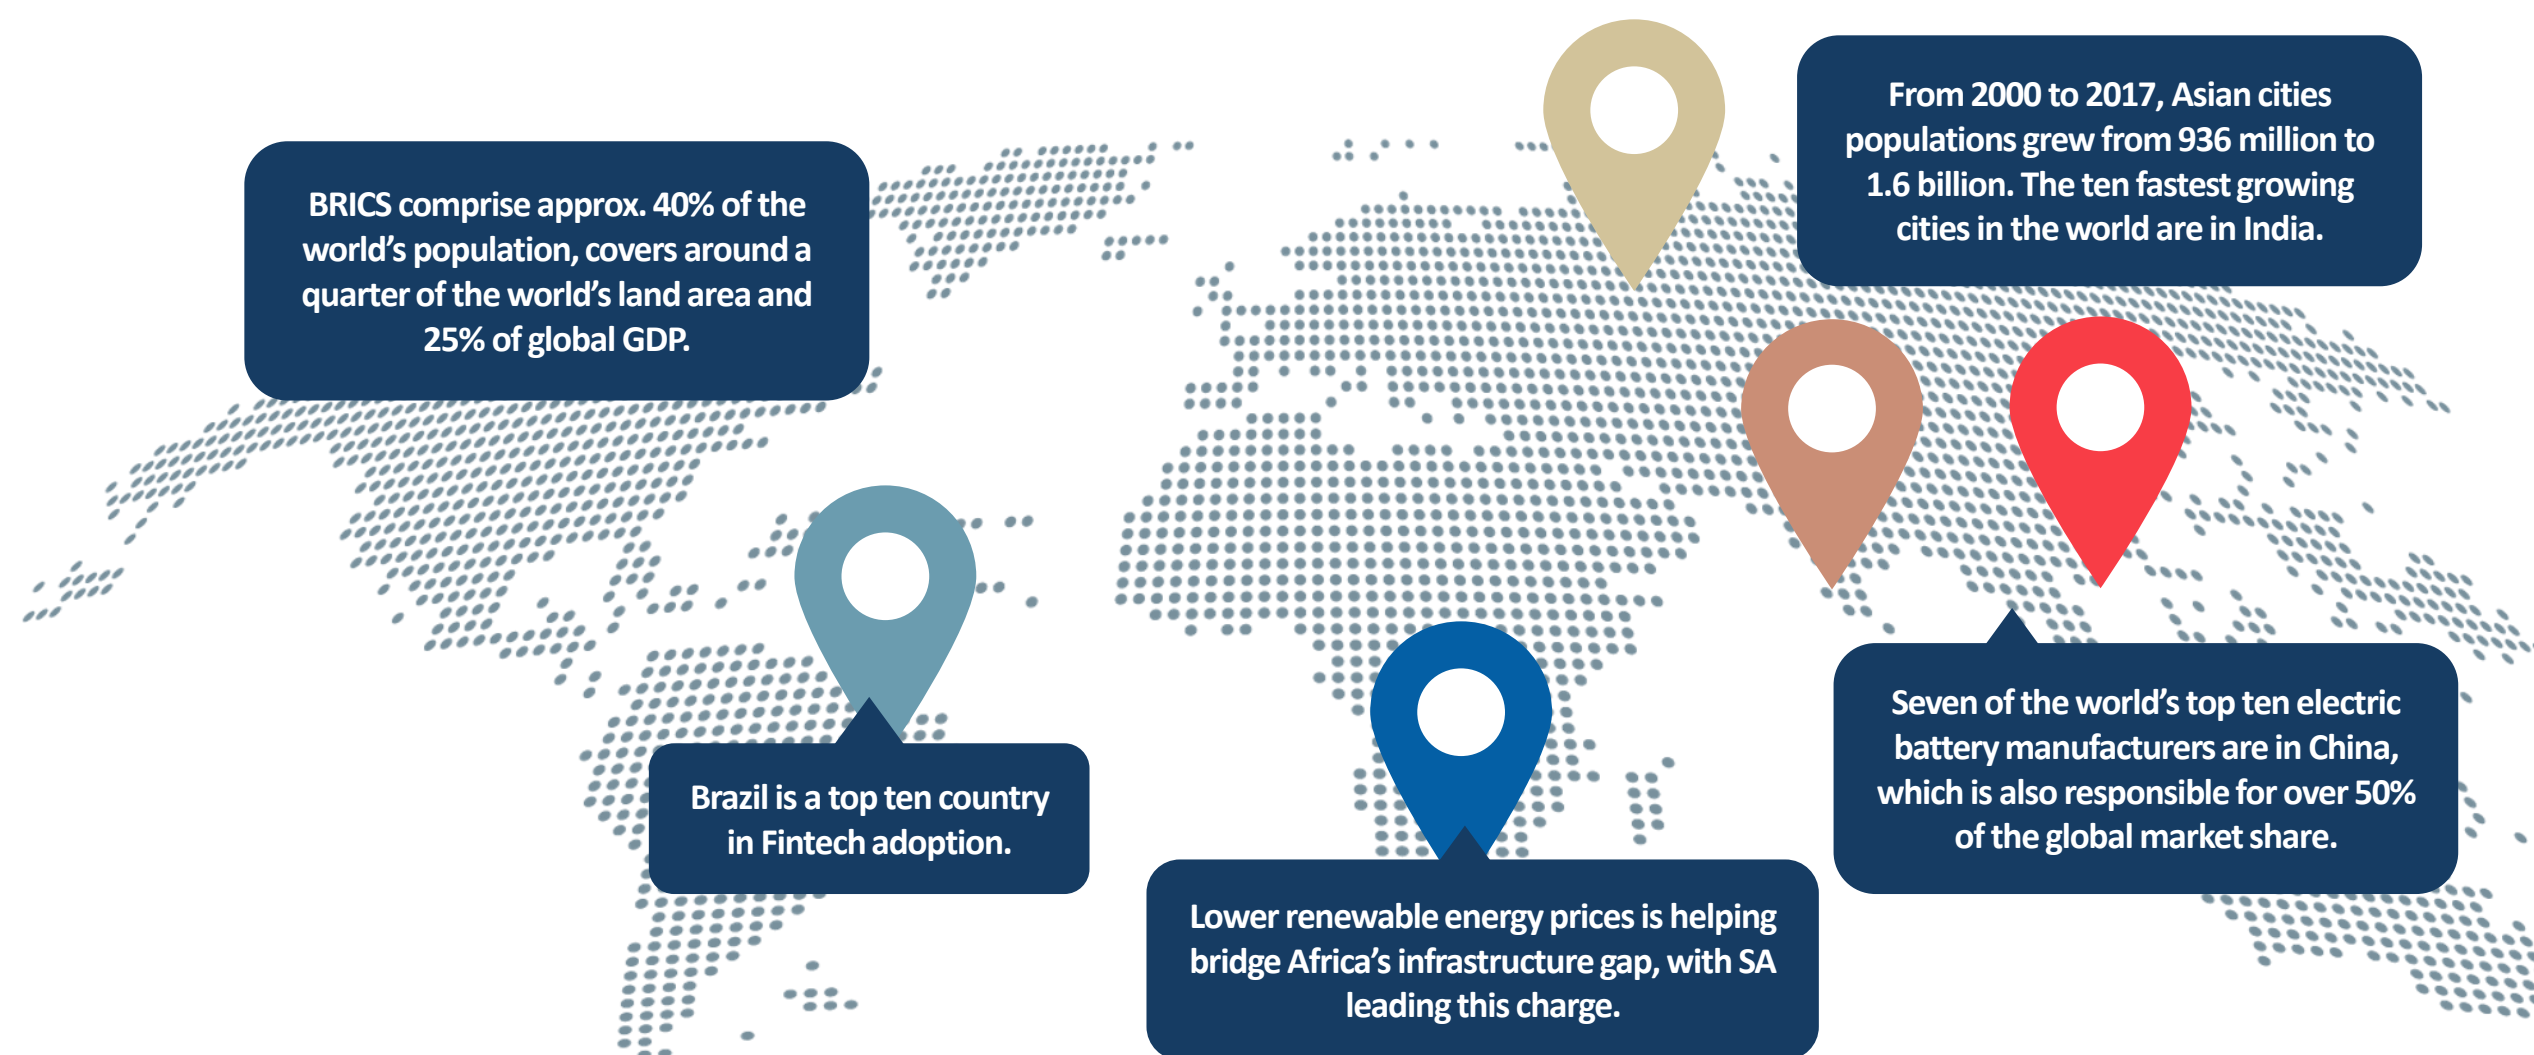 BRICS comprise approx. 40% of the
world's population, covers around a
quarter of the world's land area and
25% of global GDP.
From 2000 to 2017, Asian cities
populations grew from 936 million to
1.6 billion. The ten fastest growing
cities in the world are in India.
Brazil is a top ten country
in Fintech adoption.
Lower renewable energy prices is helping
bridge Africa's infrastructure gap, with SA
leading this charge.
Seven of the world's top ten electric
battery manufacturers are in China,
which is also responsible for over 50%
of the global market share.